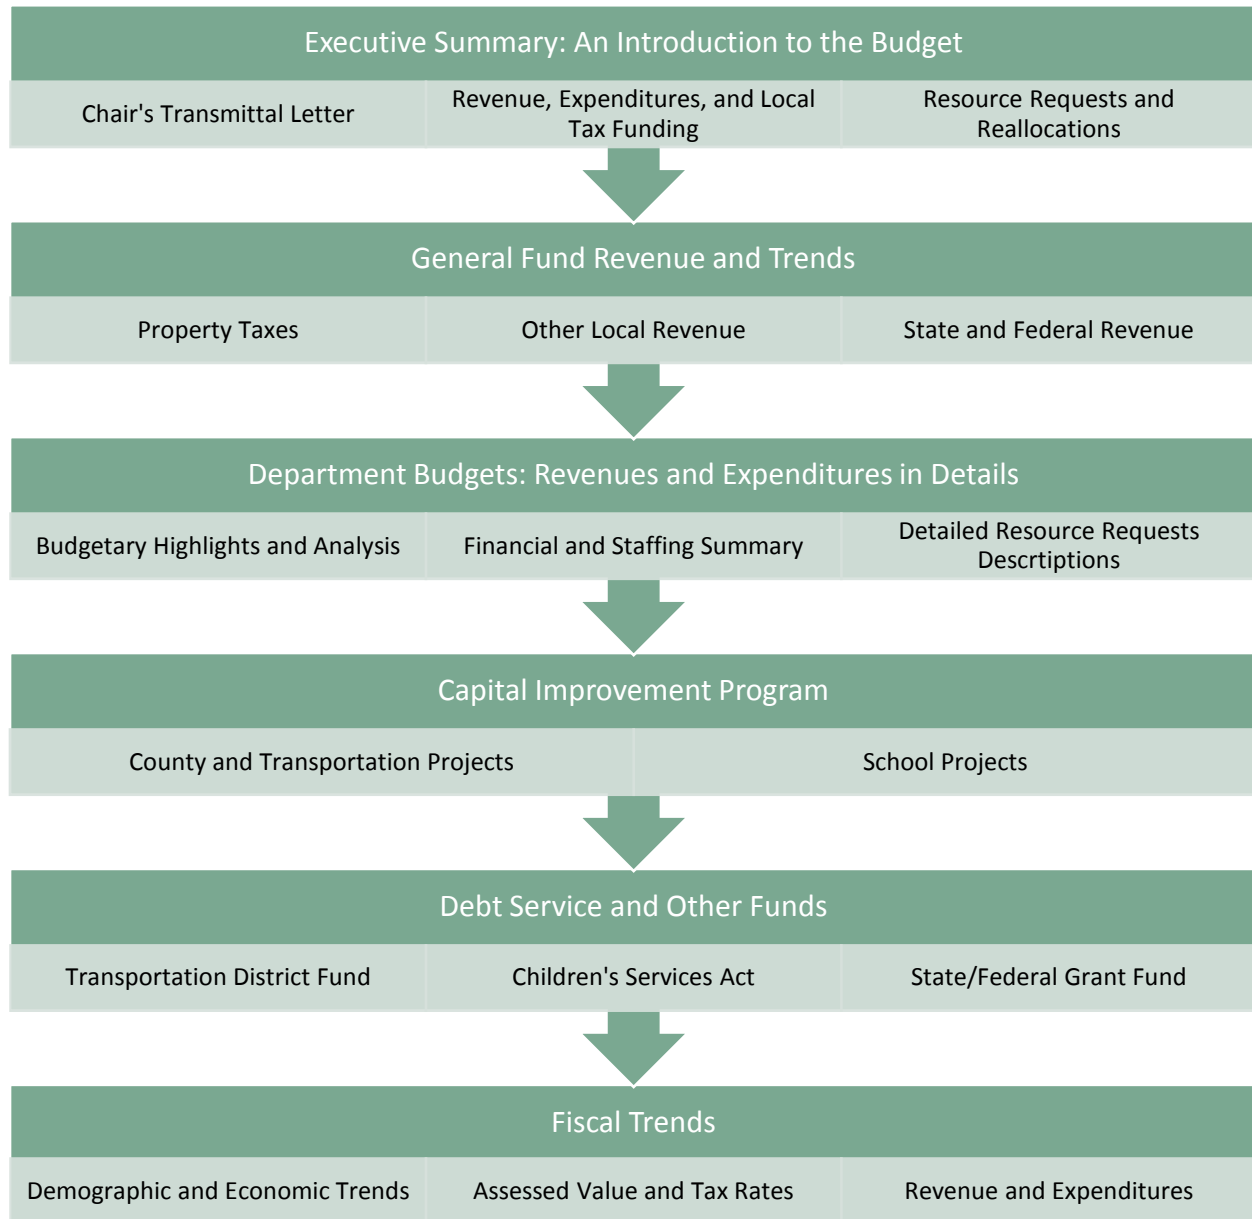 Executive Summary: An Introduction to the Budget
Chair's Transmittal Letter
Revenue, Expenditures, and Local
Tax Funding
Resource Requests and
Reallocations
General Fund Revenue and Trends
Property Taxes
Other Local Revenue
State and Federal Revenue
Department Budgets: Revenues and Expenditures in Details
Budgetary Highlights and Analysis
Financial and Staffing Summary
Detailed Resource Requests
Descrtiptions
Capital Improvement Program
County and Transportation Projects
School Projects
Debt Service and Other Funds
Transportation District Fund
Children's Services Act
State/Federal Grant Fund
Fiscal Trends
Demographic and Economic Trends
Assessed Value and Tax Rates
Revenue and Expenditures